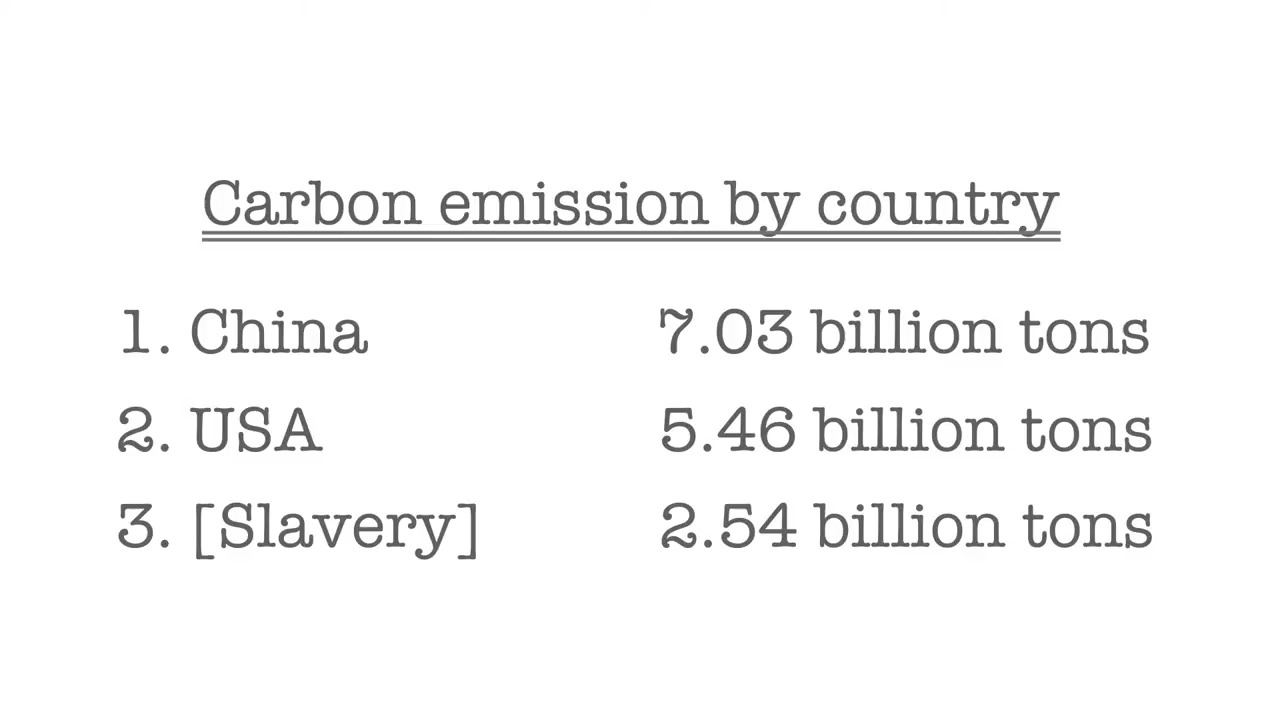 Carbon emission by country
1. China 7.03 billion tons
2. USA 5.46 billion tons
3. [Slavery] 2.54 billion tons